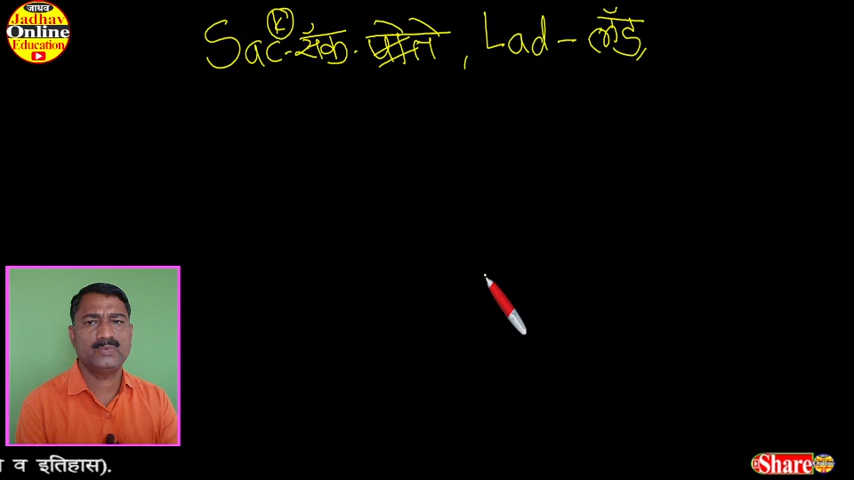 जाधव
Jadhav
Online
Education
K
Sac-सॅक. , Lad - लॅड,
व इतिहास).
Share